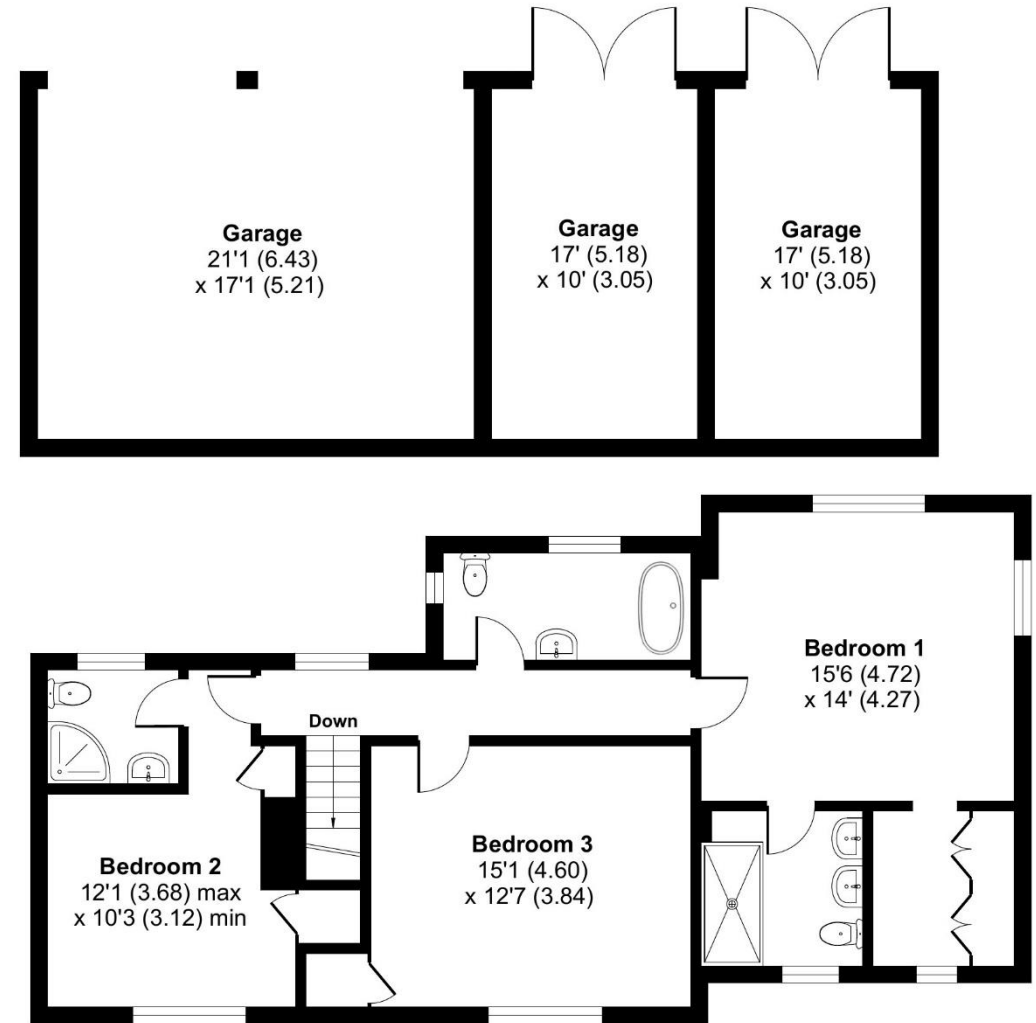 Garage
21'1 (6.43)
x 17'1 (5.21)
Garage
17' (5.18)
x 10' (3.05)
Garage
17' (5.18)
x 10' (3.05)
Bedroom 1
15'6 (4.72)
x 14' (4.27)
Down
Bedroom 2
12'1 (3.68) max
x 10'3 (3.12) min
Bedroom 3
15'1 (4.60)
x 12'7 (3.84)